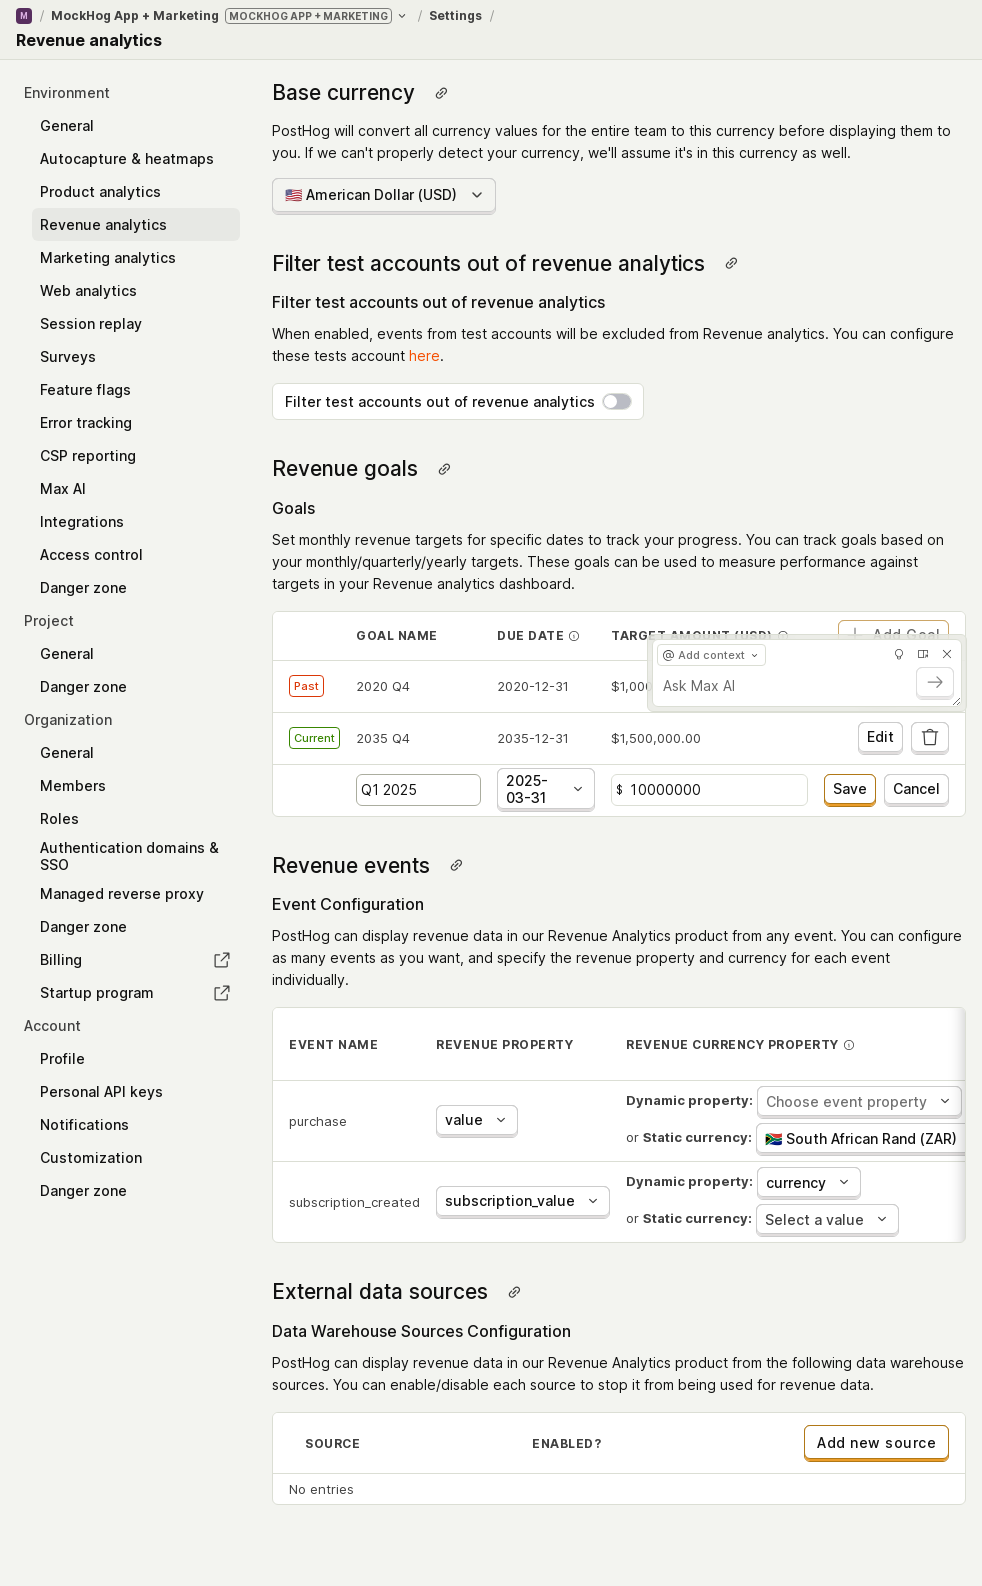 M / MockHog App + Marketing MOCKHOG APP + MARKETING / Settings /
Revenue analytics
Environment
General
Autocapture & heatmaps
Product analytics
Revenue analytics
Marketing analytics
Web analytics
Session replay
Surveys
Feature flags
Error tracking
CSP reporting
Max AI
Integrations
Access control
Danger zone
Project
General
Danger zone
Organization
General
Members
Roles
Authentication domains &
SSO
Managed reverse proxy
Danger zone
Billing
Startup program
Account
Profile
Personal API keys
Notifications
Customization
Danger zone
Base currency
PostHog will convert all currency values for the entire team to this currency before displaying them to
you. If we can't properly detect your currency, we'll assume it's in this currency as well.
🇺🇸 American Dollar (USD)
Filter test accounts out of revenue analytics
Filter test accounts out of revenue analytics
When enabled, events from test accounts will be excluded from Revenue analytics. You can configure
these tests account here.
Filter test accounts out of revenue analytics
Revenue goals
Goals
Set monthly revenue targets for specific dates to track your progress. You can track goals based on
your monthly/quarterly/yearly targets. These goals can be used to measure performance against
targets in your Revenue analytics dashboard.
GOAL NAME DUE DATE TARGET AMOUNT (USD) Add Goal
@ Add context
Ask Max AI
Past 2020 Q4 2020-12-31 $1,000
Current 2035 Q4 2035-12-31 $1,500,000.00 Edit
Q1 2025 2025-
03-31 $ 10000000 Save Cancel
Revenue events
Event Configuration
PostHog can display revenue data in our Revenue Analytics product from any event. You can configure
as many events as you want, and specify the revenue property and currency for each event
individually.
EVENT NAME REVENUE PROPERTY REVENUE CURRENCY PROPERTY
purchase value Dynamic property: Choose event property
or Static currency: 🇿🇦 South African Rand (ZAR)
subscription_created subscription_value Dynamic property: currency
or Static currency: Select a value
External data sources
Data Warehouse Sources Configuration
PostHog can display revenue data in our Revenue Analytics product from the following data warehouse
sources. You can enable/disable each source to stop it from being used for revenue data.
SOURCE ENABLED? Add new source
No entries